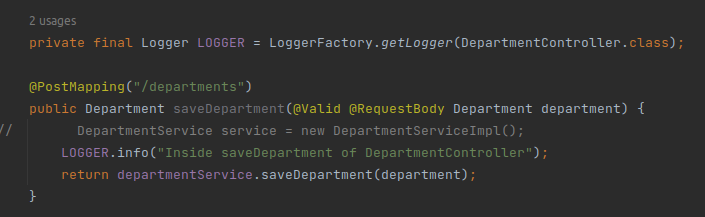 2 usages
private final Logger LOGGER = LoggerFactory.getLogger(DepartmentController.class);
@PostMapping("/departments")
public Department saveDepartment(@Valid @RequestBody Department department) {
//        DepartmentService service = new DepartmentServiceImpl();
    LOGGER.info("Inside saveDepartment of DepartmentController");
    return departmentService.saveDepartment(department);
}